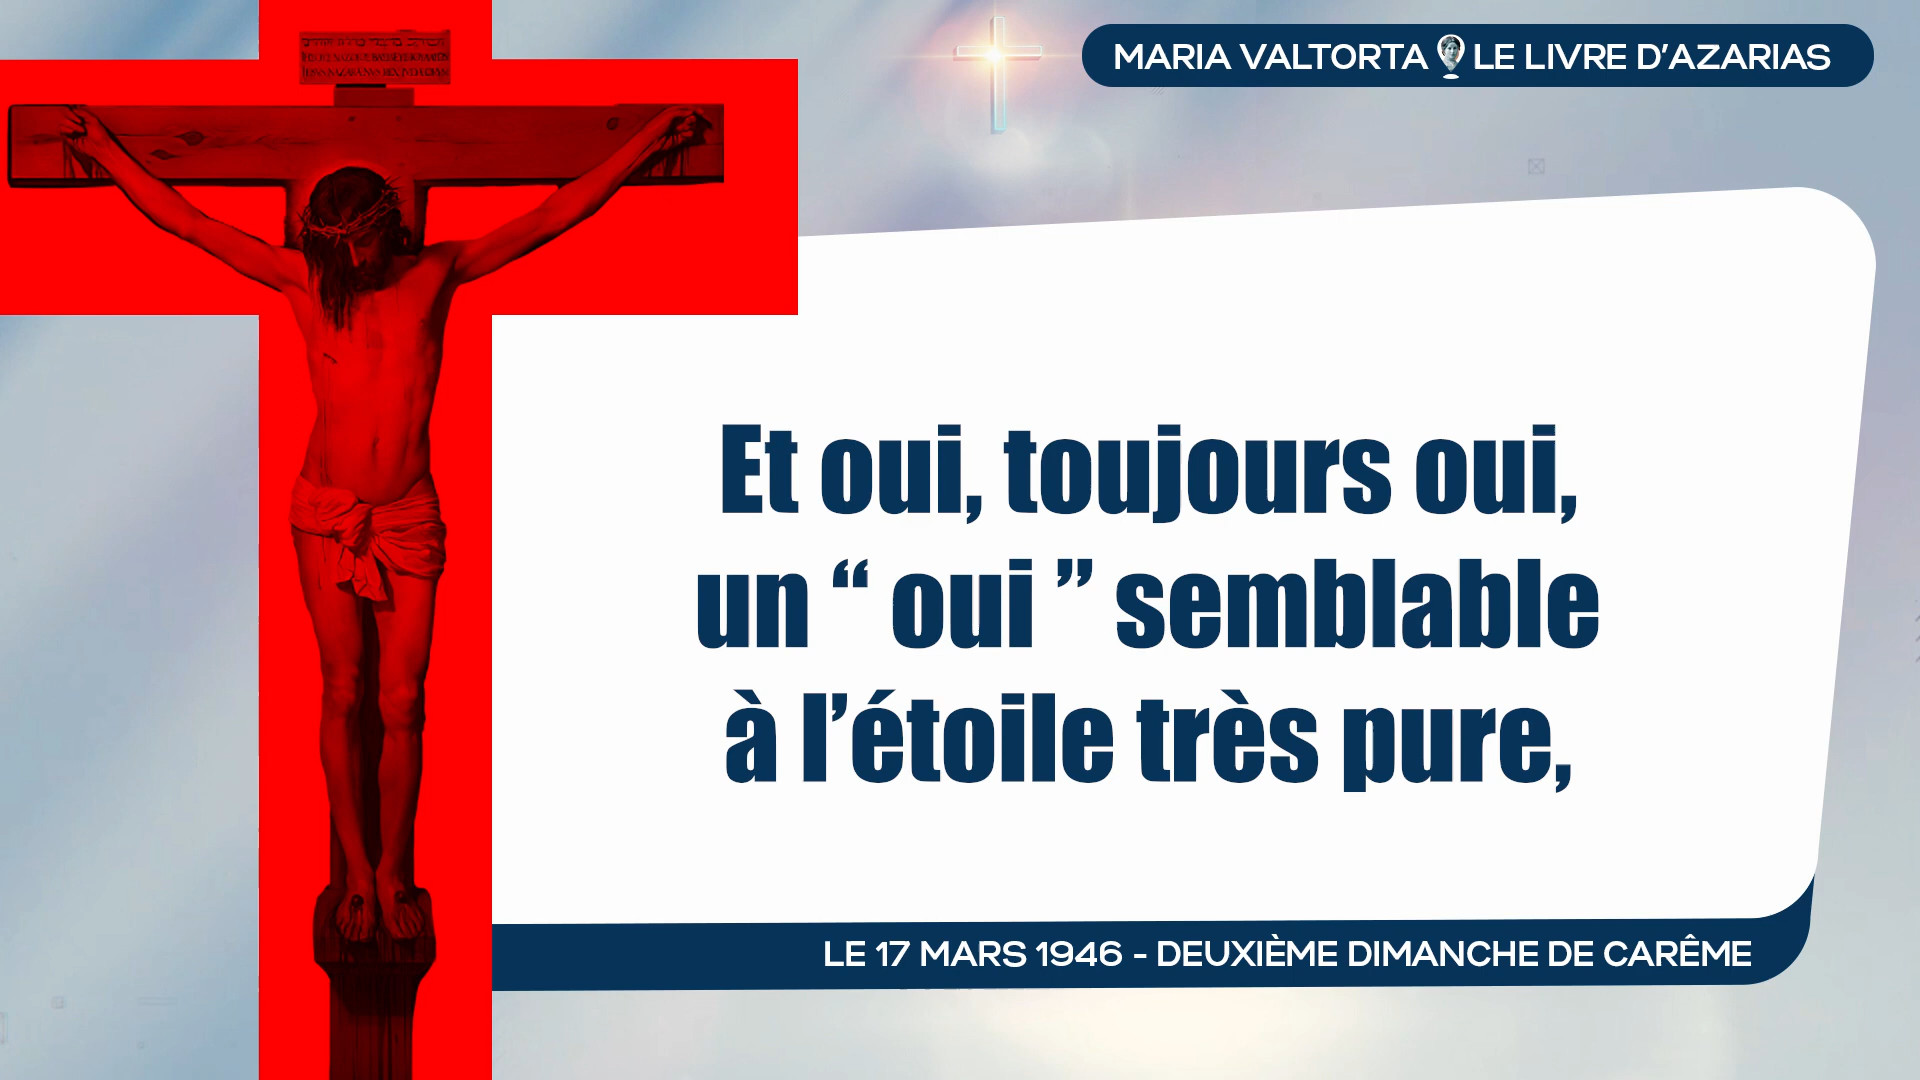 MARIA VALTORTA LE LIVRE D’AZARIAS
Et oui, toujours oui,
un “ oui ” semblable
à l’étoile très pure,
LE 17 MARS 1946 - DEUXIÈME DIMANCHE DE CARÊME